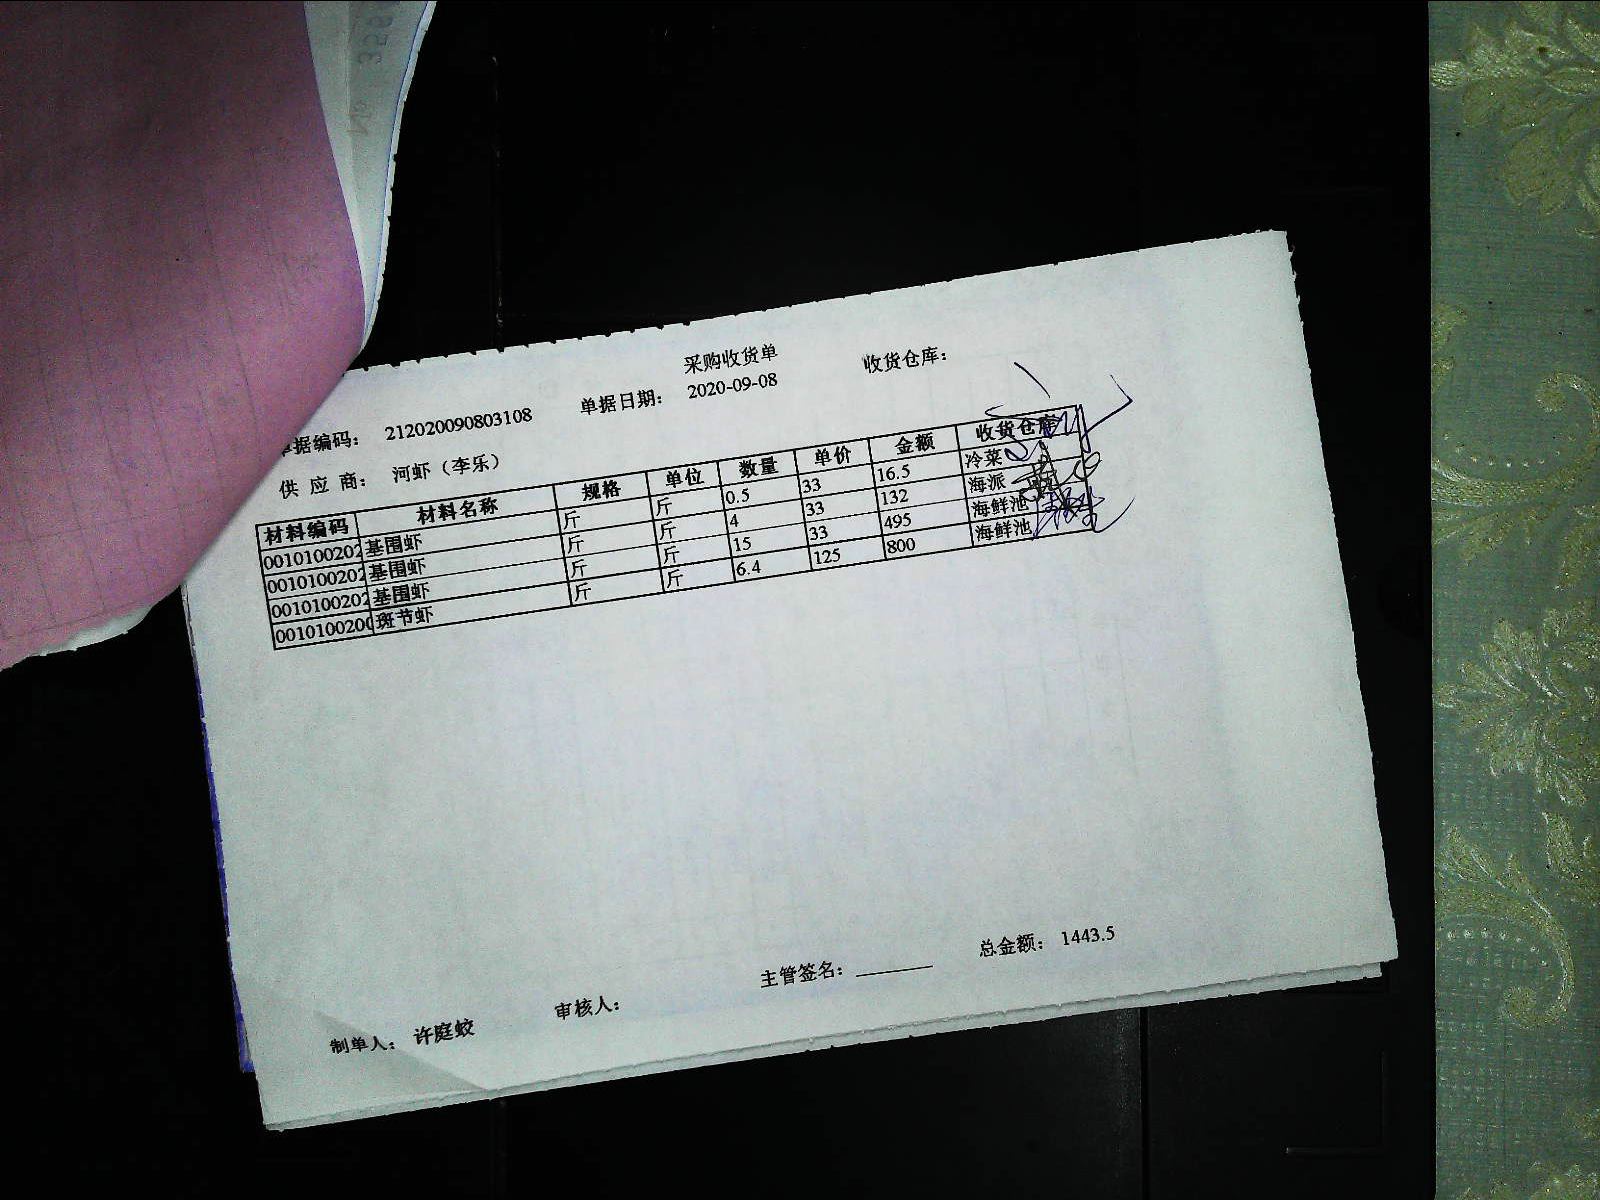 采购收货单
据编码： 212020090803108 单据日期： 2020-09-08 收货仓库：
供 应 商： 河虾（李乐）
材料编码 材料名称 规格 单位 数量 单价 金额 收货仓库
0010100202 基围虾 斤 斤 0.5 33 16.5 冷菜
0010100202 基围虾 斤 斤 4 33 132 海派
0010100202 基围虾 斤 斤 15 33 495 海鲜池
001010020 斑节虾 斤 斤 6.4 125 800 海鲜池
制单人： 许庭蛟 审核人： 主管签名： 总金额： 1443.5